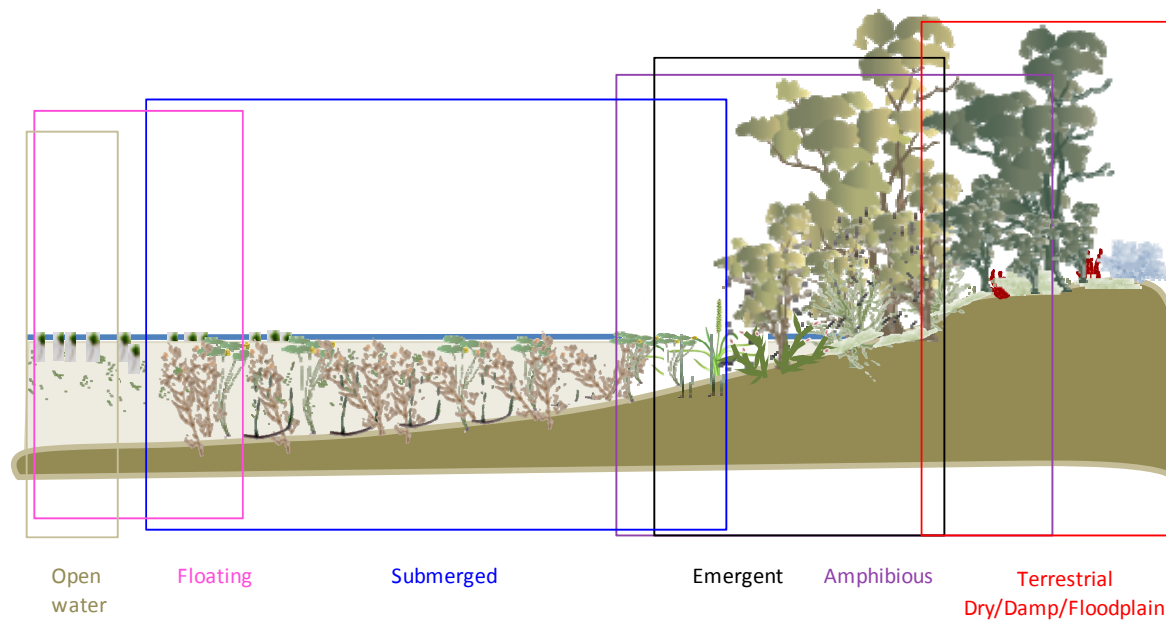 Open
water
Floating
Submerged
Emergent
Amphibious
Terrestrial
Dry/Damp/Floodplain